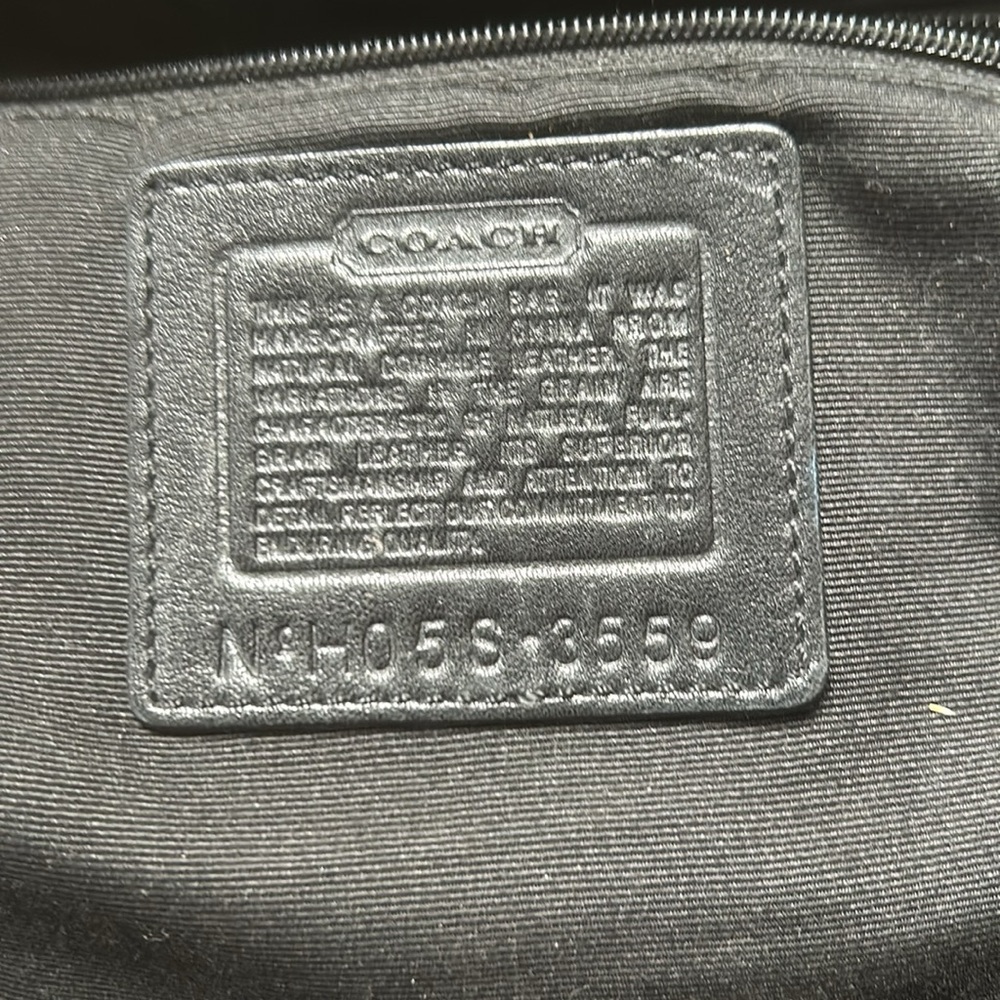 COACH
THIS IS A COACH BAG. IT WAS
HANDCRAFTED IN CHINA FROM
NATURAL COWHIDE LEATHER. THE
VARIATIONS IN THE GRAIN ARE
CHARACTERISTIC OF NATURAL FULL-
GRAIN LEATHER. ITS SUPERIOR
CRAFTSMANSHIP AND ATTENTION TO
DETAIL REFLECT OUR COMMITMENT TO
ENDURING QUALITY.
Nº H05S-3559